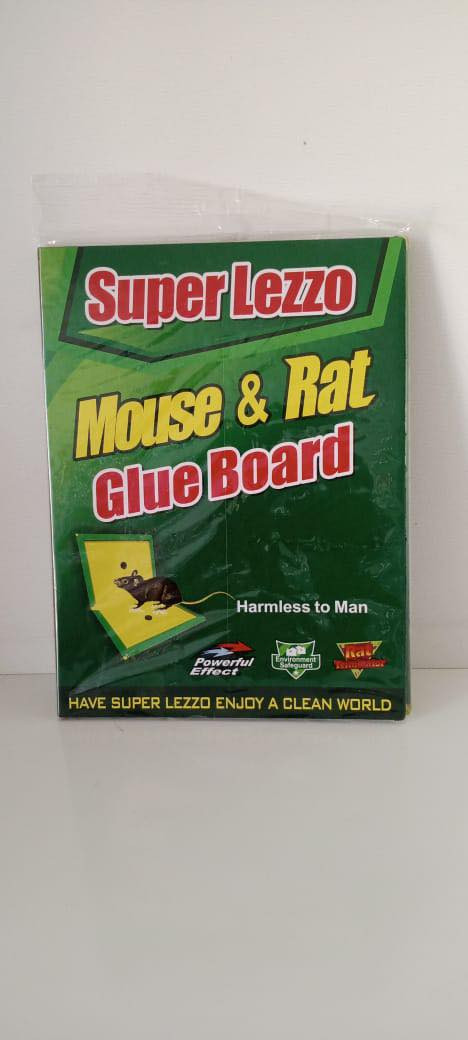 Super Lezzo
Mouse & Rat
Glue Board
Harmless to Man
Powerful
Effect
Environment
Safeguard
Rat
HAVE SUPER LEZZO ENJOY A CLEAN WORLD